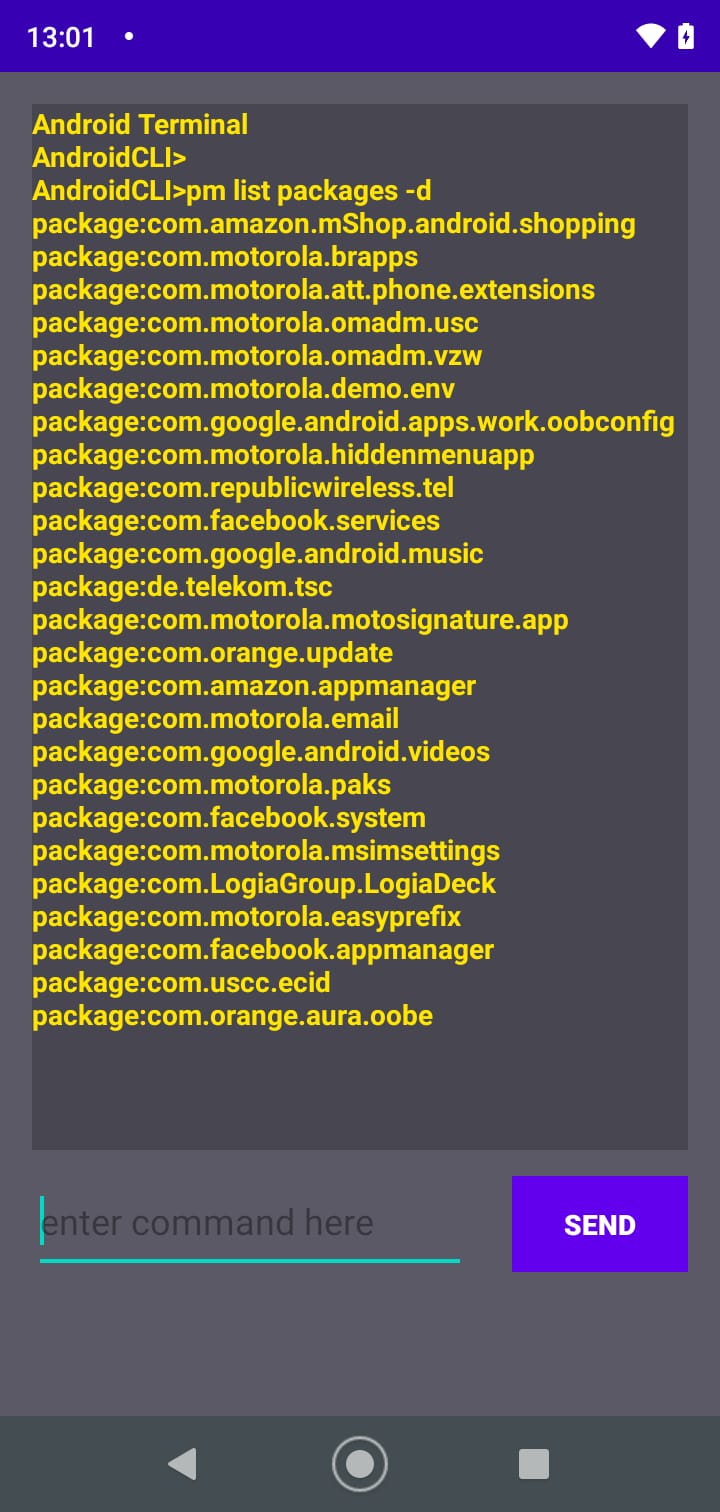 13:01
Android Terminal
AndroidCLI>
AndroidCLI>pm list packages -d
package:com.amazon.mShop.android.shopping
package:com.motorola.brapps
package:com.motorola.att.phone.extensions
package:com.motorola.omadm.usc
package:com.motorola.omadm.vzw
package:com.motorola.demo.env
package:com.google.android.apps.work.oobconfig
package:com.motorola.hiddenmenuapp
package:com.republicwireless.tel
package:com.facebook.services
package:com.google.android.music
package:de.telekom.tsc
package:com.motorola.motosignature.app
package:com.orange.update
package:com.amazon.appmanager
package:com.motorola.email
package:com.google.android.videos
package:com.motorola.paks
package:com.facebook.system
package:com.motorola.msimsettings
package:com.LogiaGroup.LogiaDeck
package:com.motorola.easyprefix
package:com.facebook.appmanager
package:com.uscc.ecid
package:com.orange.aura.oobe
enter command here
SEND